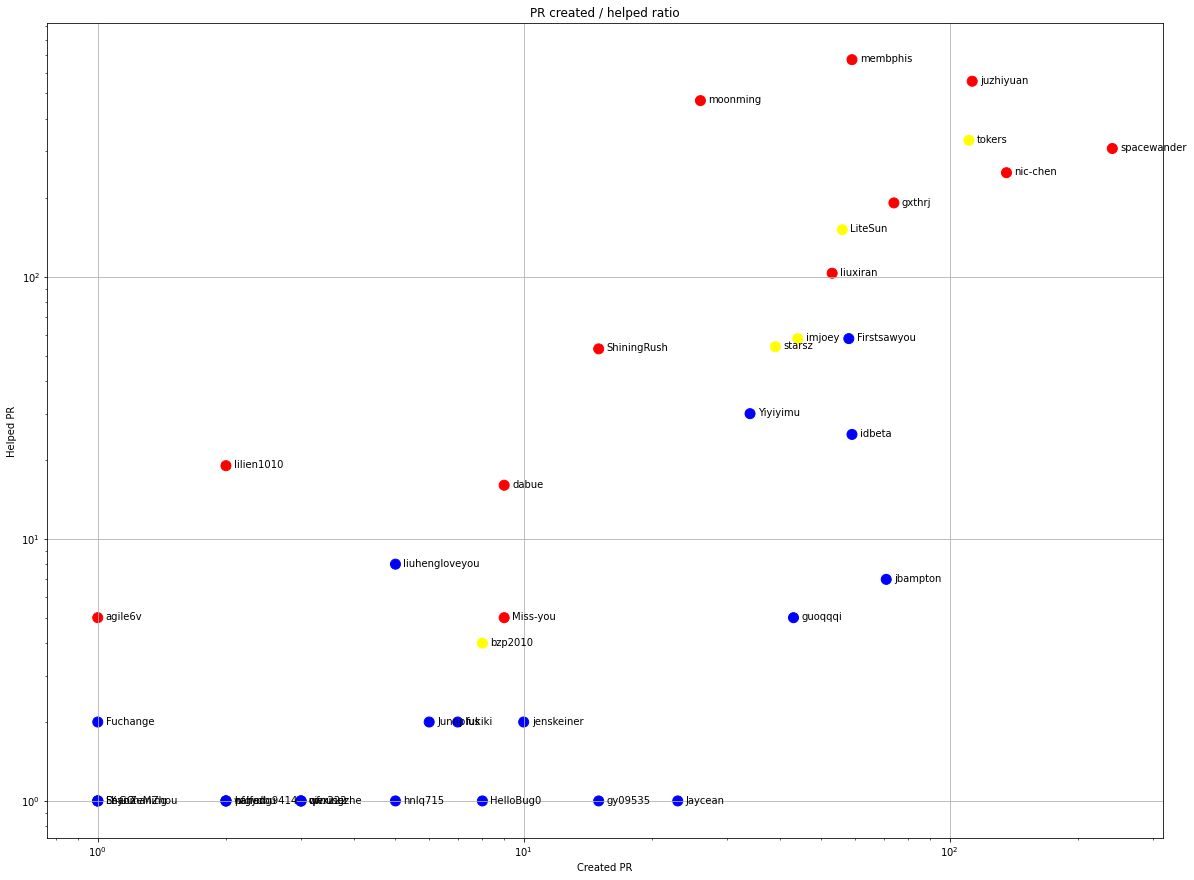 PR created / helped ratio
membphis
juzhiyuan
moonming
tokers
spacewander
nic-chen
gxthrj
LiteSun
10²
liuxiran
imjoey
Firstsawyou
starsz
ShiningRush
Yiyiyimu
Helped PR
idbeta
lilien1010
dabue
10¹
liuhengloveyou
jbampton
agile6v
Miss-you
guoqqqi
bzp2010
Fuchange
jenskeiner
10⁰
hnlq715
HelloBug0
gy09535
Jaycean
10⁰
10¹
10²
Created PR